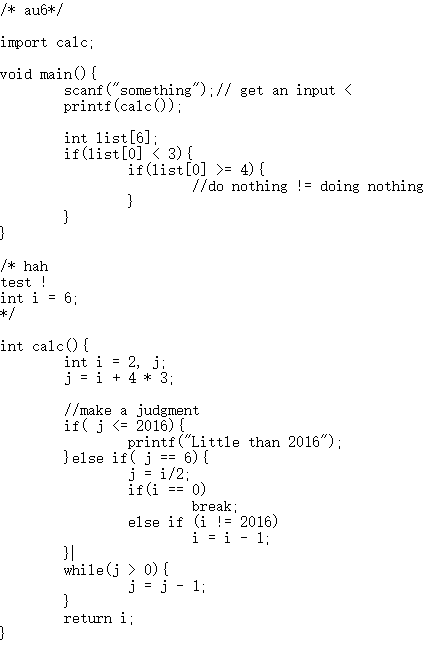 /* au6*/
import calc;
void main(){
scanf("something");// get an input <
printf(calc());
int list[6];
if(list[0] < 3){
if(list[0] >= 4){
//do nothing != doing nothing
}
}
}
/* hah
test !
int i = 6;
*/
int calc(){
int i = 2, j;
j = i + 4 * 3;
//make a judgment
if( j <= 2016){
printf("Little than 2016");
}else if( j == 6){
j = i/2;
if(i == 0)
break;
else if (i != 2016)
i = i - 1;
}
while(j > 0){
j = j - 1;
}
return i;
}